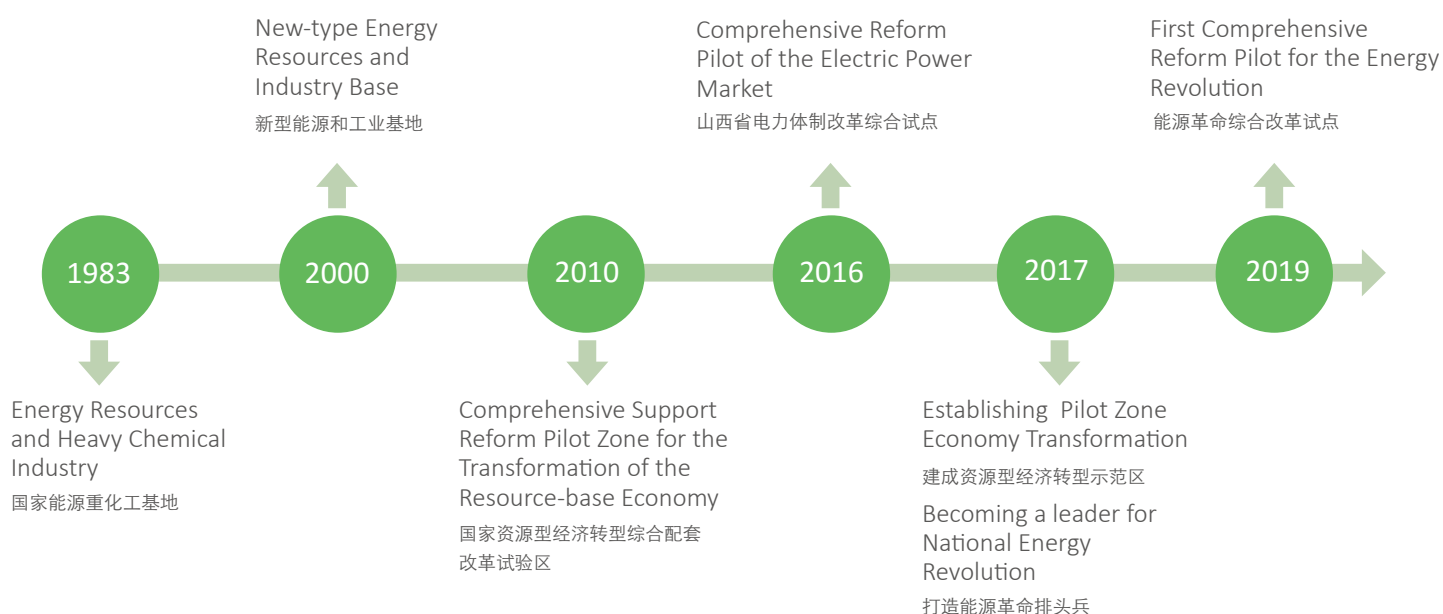 New-type Energy
Resources and
Industry Base
新型能源和工业基地
Comprehensive Reform
Pilot of the Electric Power
Market
山西省电力体制改革综合试点
First Comprehensive
Reform Pilot for the Energy
Revolution
能源革命综合改革试点
1983
2000
2010
2016
2017
2019
Energy Resources
and Heavy Chemical
Industry
国家能源重化工基地
Comprehensive Support
Reform Pilot Zone for the
Transformation of the
Resource-base Economy
国家资源型经济转型综合配套
改革试验区
Establishing Pilot Zone
Economy Transformation
建成资源型经济转型示范区
Becoming a leader for
National Energy
Revolution
打造能源革命排头兵